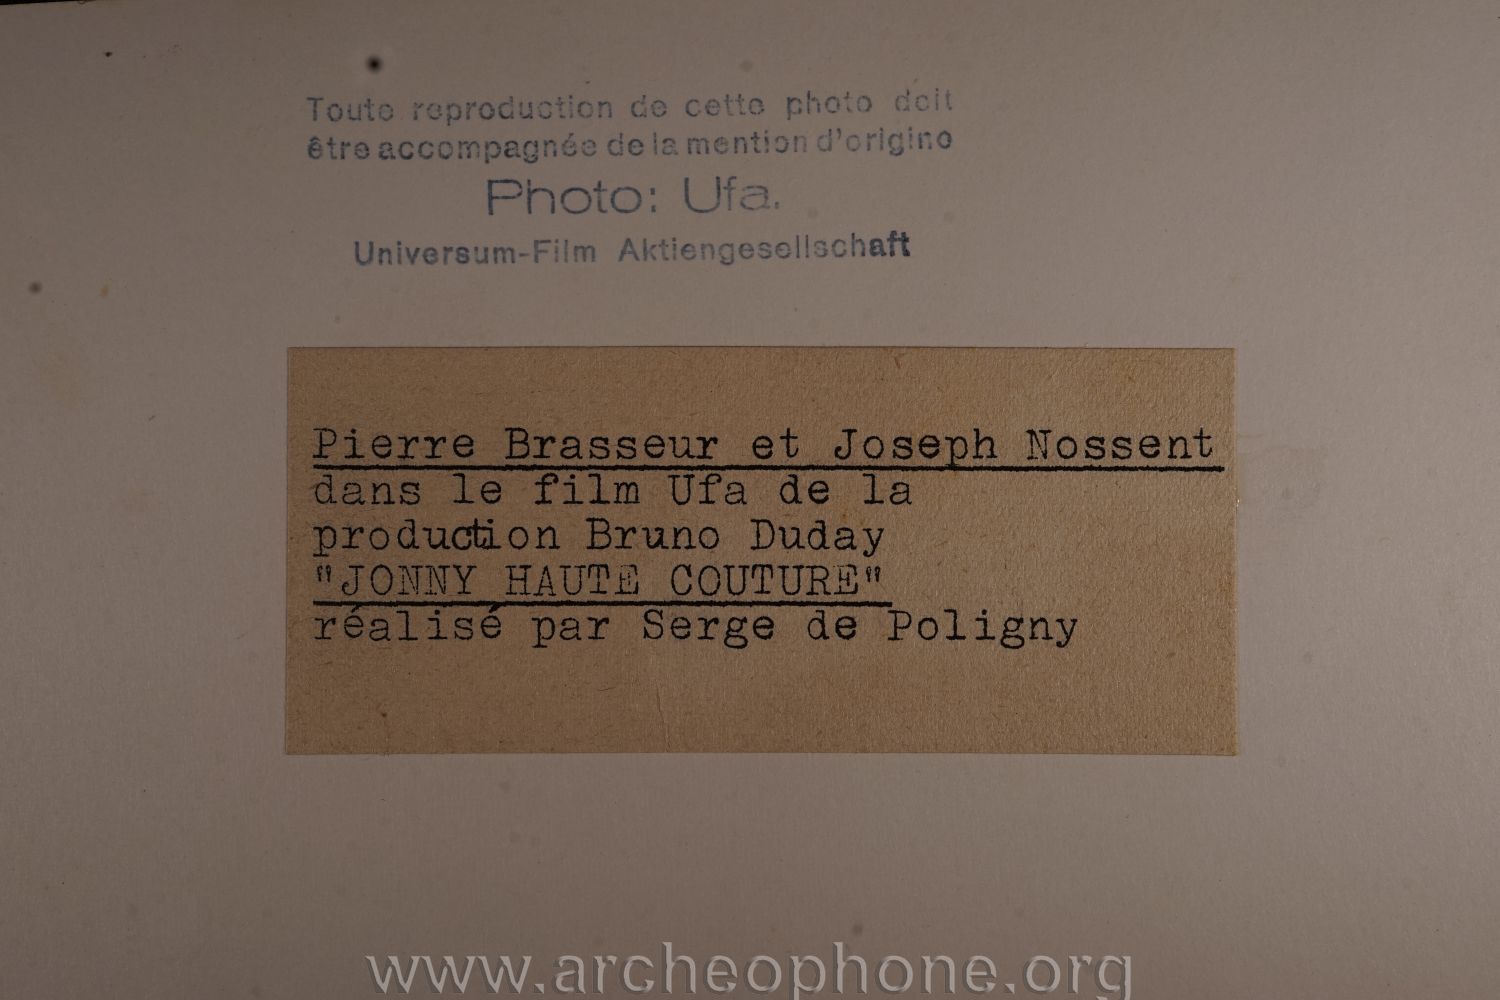 Toute reproduction de cette photo doit
être accompagnée de la mention d'origine
Photo: Ufa.
Universum-Film Aktiengesellschaft
Pierre Brasseur et Joseph Nossent
dans le film Ufa de la
production Bruno Duday
"JONNY HAUTE COUTURE"
réalisé par Serge de Poligny
www.archeophone.org